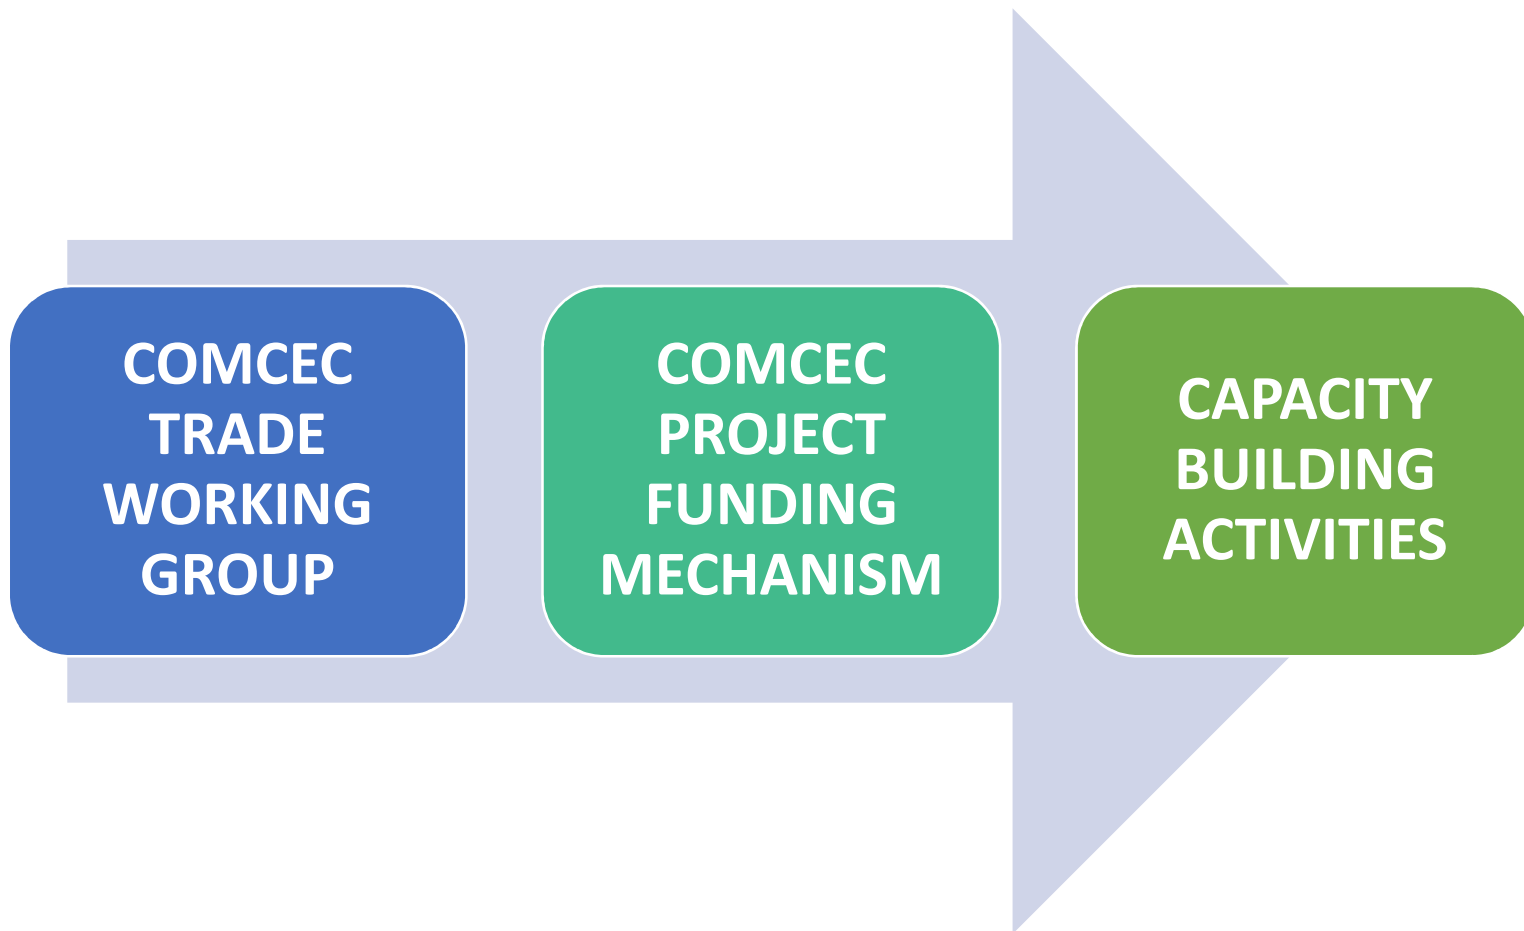 COMCEC
TRADE
WORKING
GROUP
COMCEC
PROJECT
FUNDING
MECHANISM
CAPACITY
BUILDING
ACTIVITIES